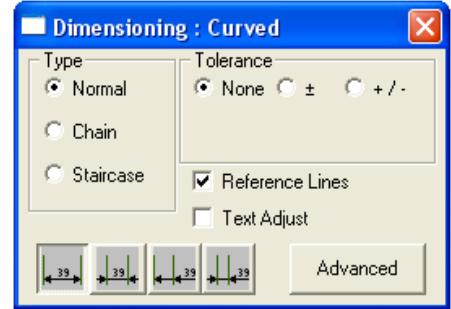 Dimensioning : Curved
Type
Normal
Chain
Staircase
Tolerance
None ± + / -
Reference Lines
Text Adjust
39 39 39 39
Advanced